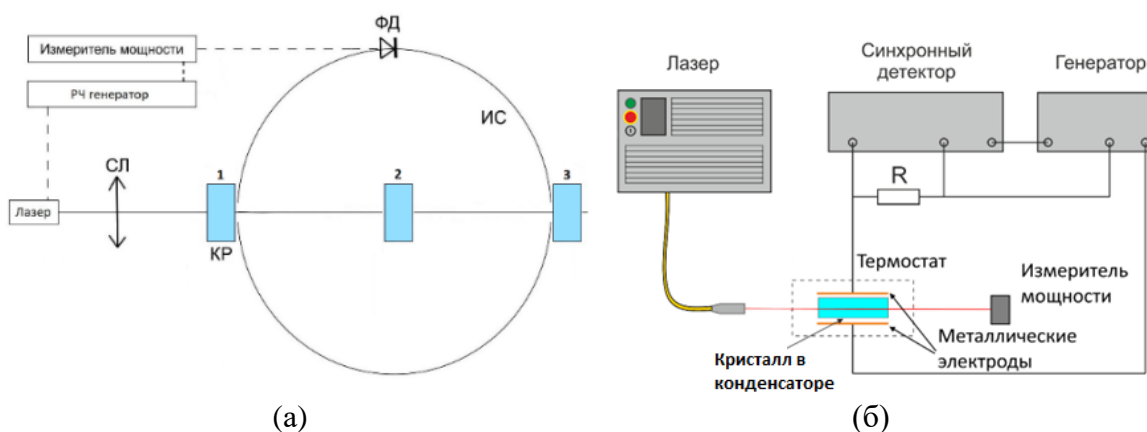 ФД
Измеритель мощности
РЧ генератор
СЛ
ИС
1
2
3
Лазер
КР
(а)
Лазер
Синхронный
детектор
Генератор
R
Термостат
Измеритель
мощности
Металлические
электроды
Кристалл в
конденсаторе
(б)